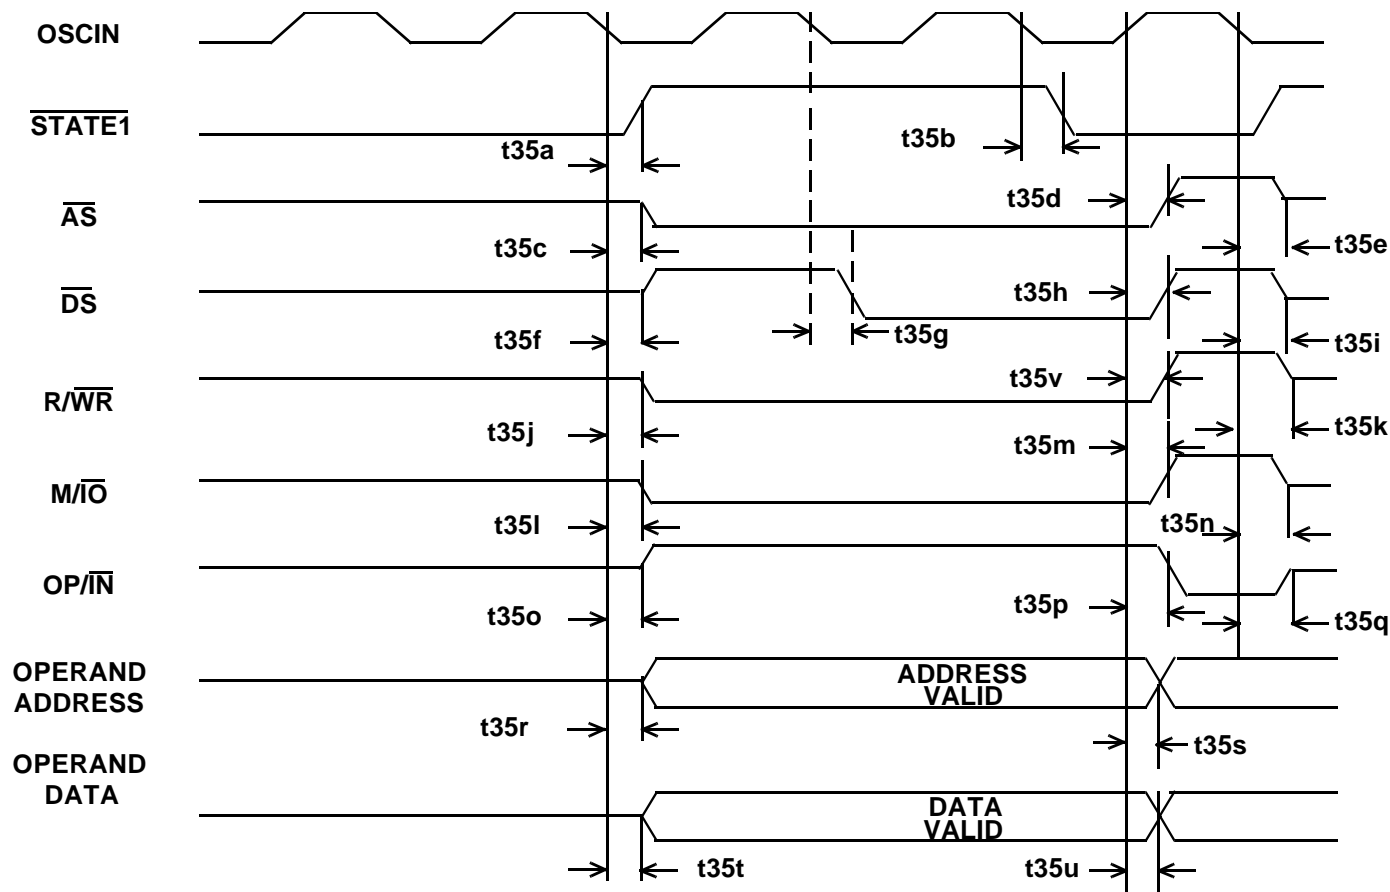 OSCIN
STATE1
t35a
t35b
AS
t35d
t35c
t35e
DS
t35h
t35f
t35g
t35i
R/WR
t35v
t35j
t35m
t35k
M/IO
t35l
t35n
OP/IN
t35o
t35p
t35q
OPERAND
ADDRESS
ADDRESS
VALID
t35r
t35s
OPERAND
DATA
DATA
VALID
t35t
t35u